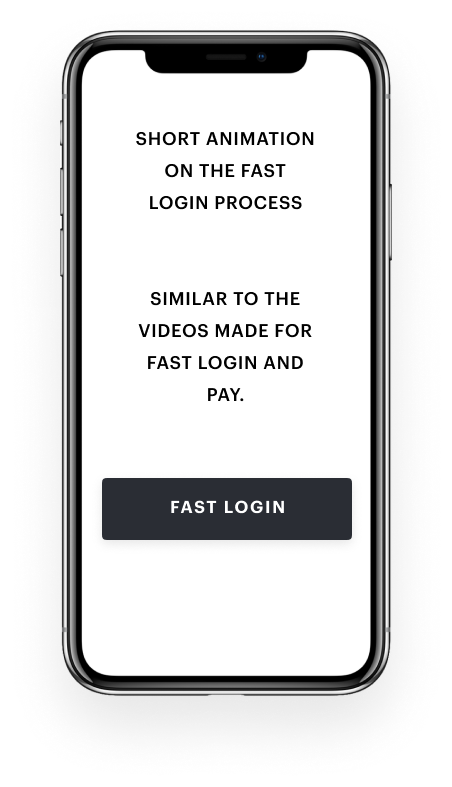 SHORT ANIMATION
ON THE FAST
LOGIN PROCESS
SIMILAR TO THE
VIDEOS MADE FOR
FAST LOGIN AND
PAY.
FAST LOGIN